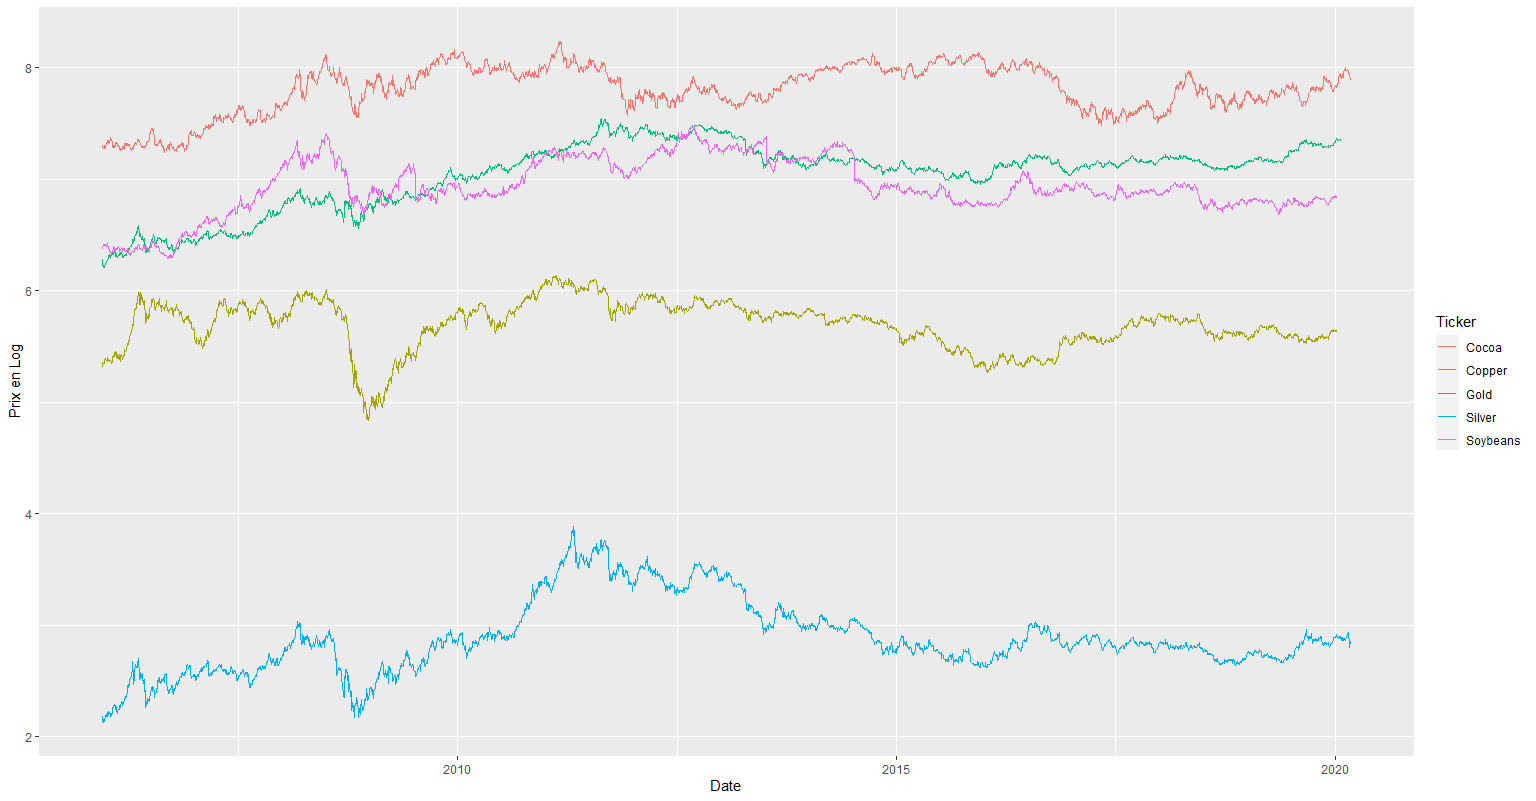 8
6
4
2
Prix en Log
2010
2015
2020
Date
Ticker
Cocoa
Copper
Gold
Silver
Soybeans